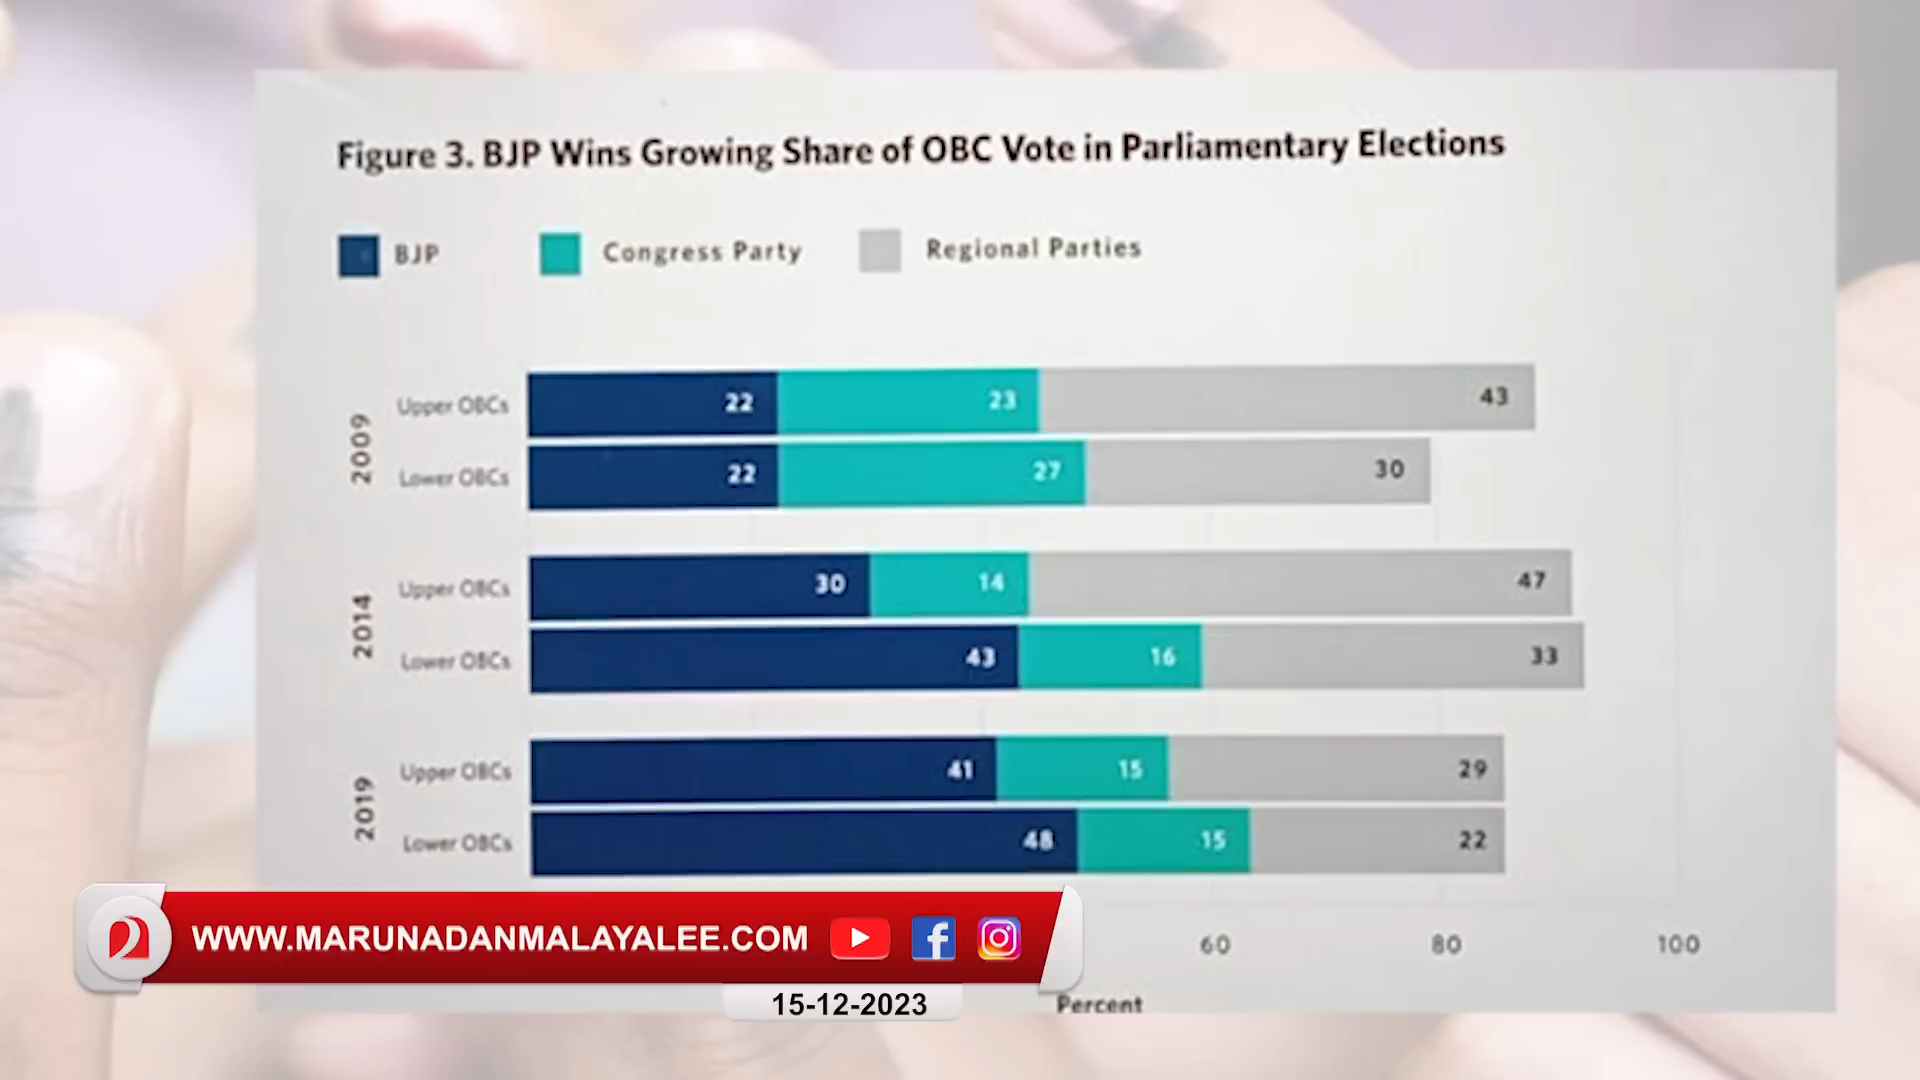 Figure 3. BJP Wins Growing Share of OBC Vote in Parliamentary Elections
BJP Congress Party Regional Parties
2009
Upper OBCs 22 23 43
Lower OBCs 22 27 30
2014
Upper OBCs 30 14 47
Lower OBCs 43 16 33
2019
Upper OBCs 41 15 29
Lower OBCs 48 15 22
60 80 100
Percent
WWW.MARUNADANMALAYALEE.COM
15-12-2023